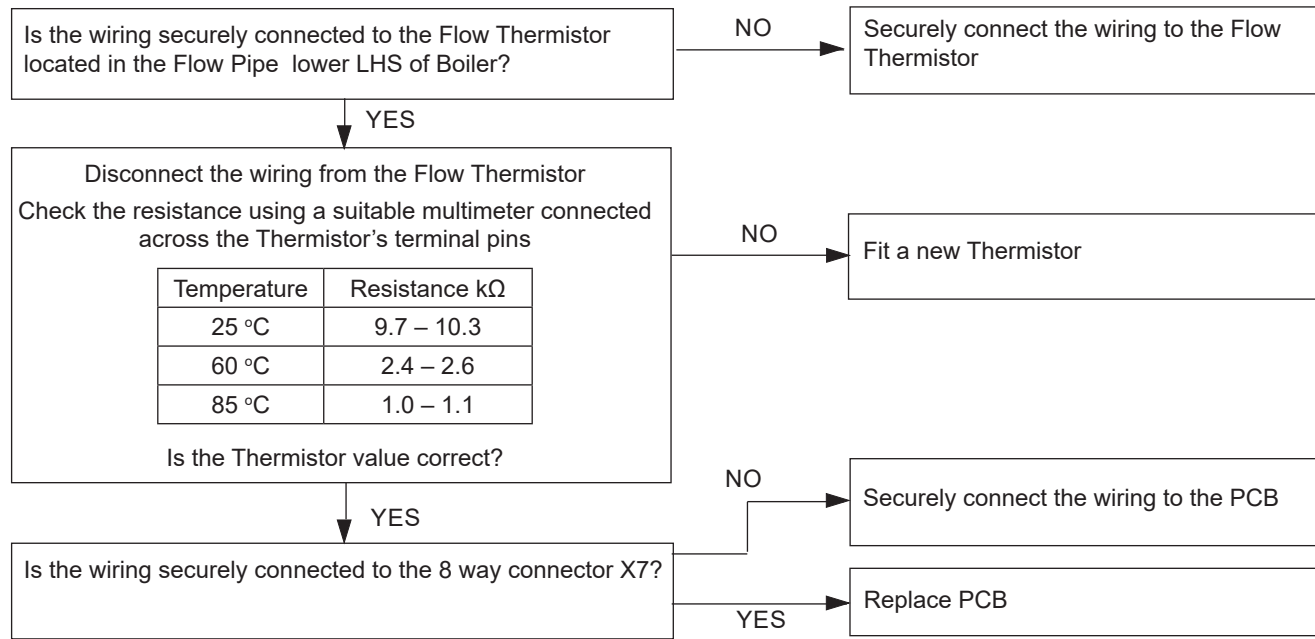 Is the wiring securely connected to the Flow Thermistor
located in the Flow Pipe  lower LHS of Boiler?
NO
Securely connect the wiring to the Flow
Thermistor
YES
Disconnect the wiring from the Flow Thermistor
Check the resistance using a suitable multimeter connected
across the Thermistor’s terminal pins
Temperature Resistance kΩ
25 °C 9.7 – 10.3
60 °C 2.4 – 2.6
85 °C 1.0 – 1.1
Is the Thermistor value correct?
NO
Fit a new Thermistor
YES
Is the wiring securely connected to the 8 way connector X7?
NO
Securely connect the wiring to the PCB
YES
Replace PCB